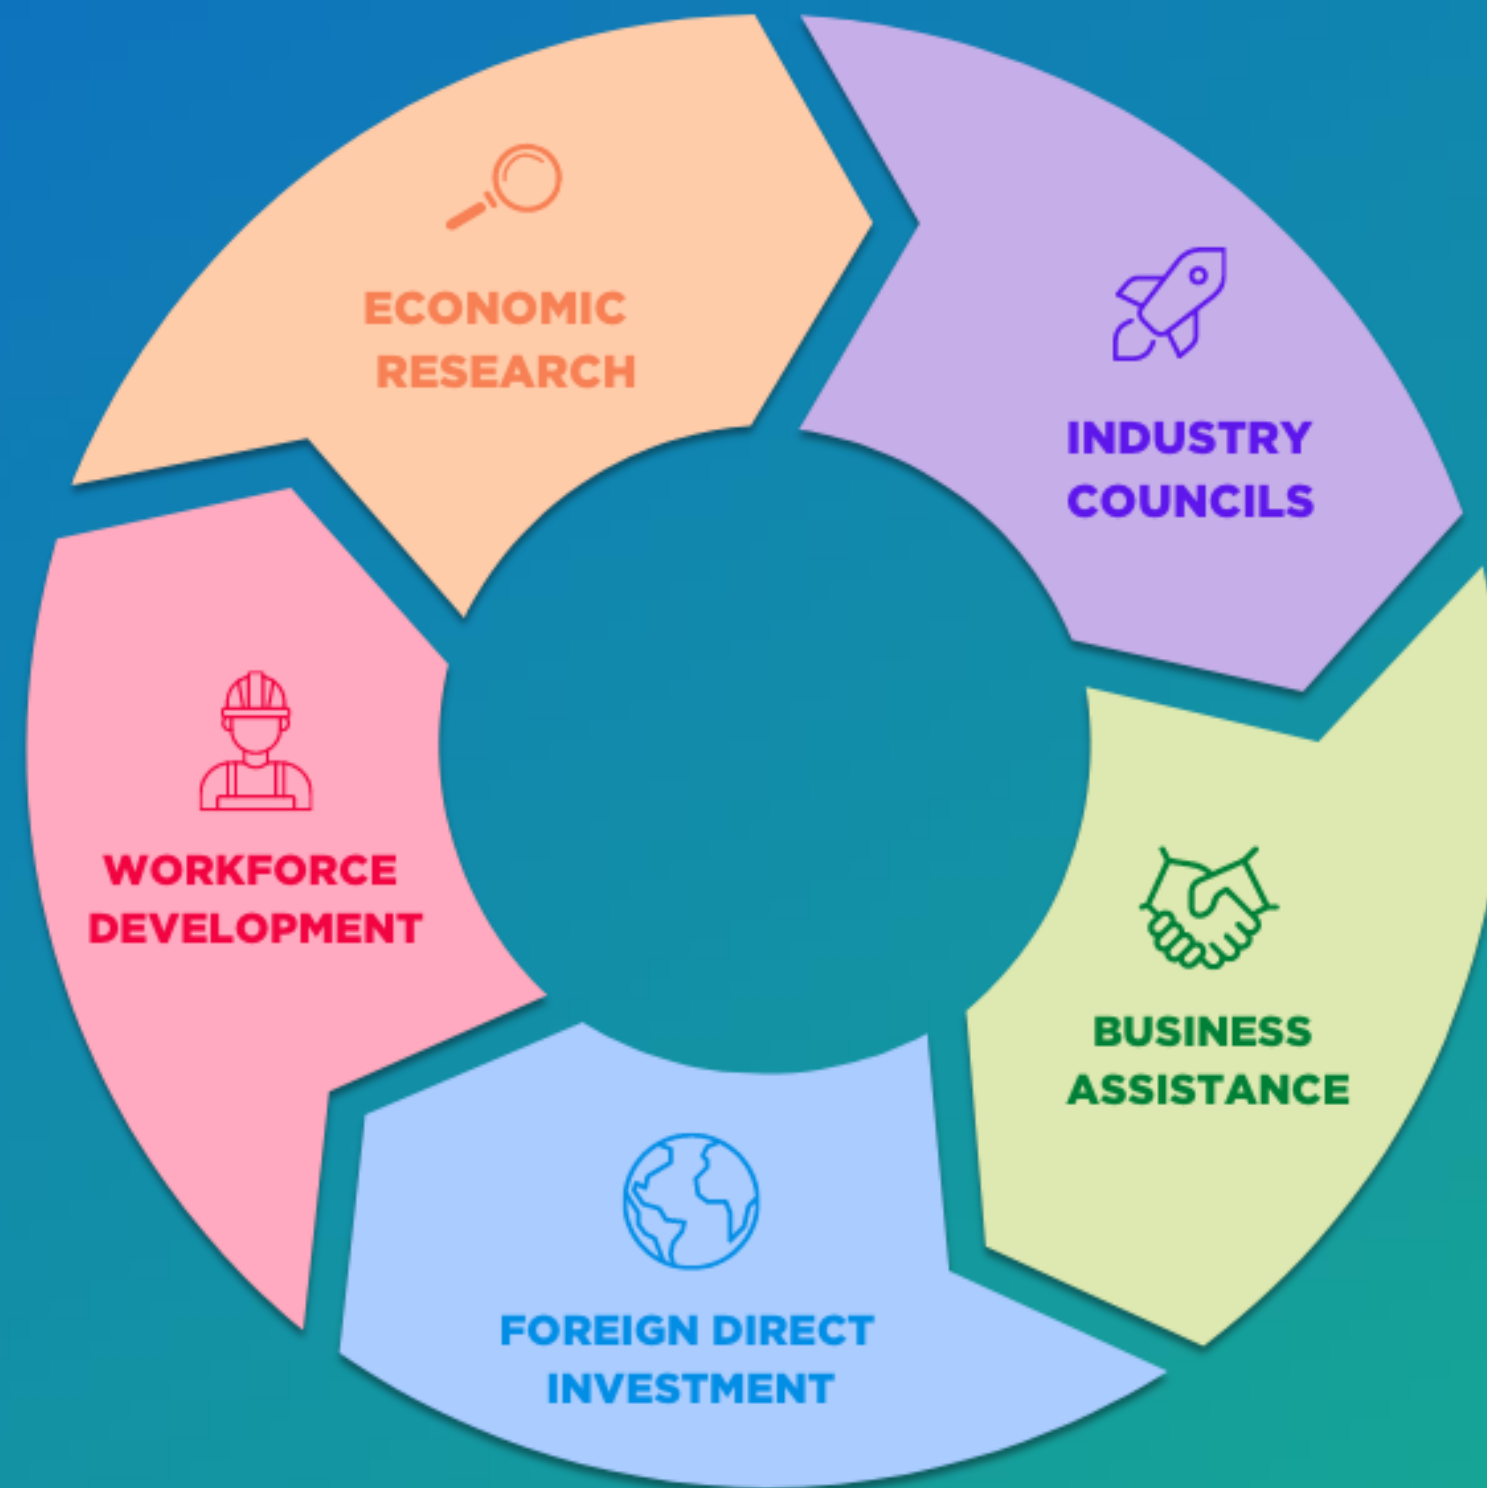 ECONOMIC
RESEARCH
INDUSTRY
COUNCILS
BUSINESS
ASSISTANCE
FOREIGN DIRECT
INVESTMENT
WORKFORCE
DEVELOPMENT